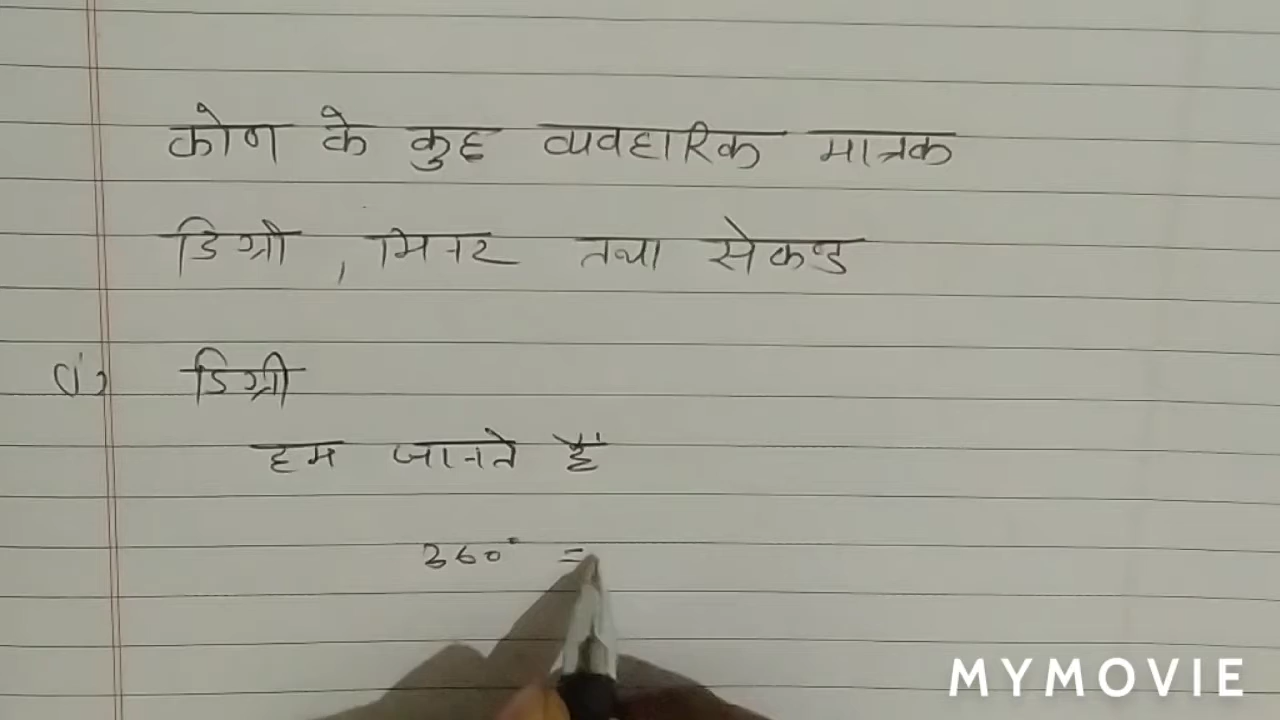 कोण के कुछ व्यवहारिक मात्रक
डिग्री , मिनट तथा सेकण्ड
(i) डिग्री
हम जानते हैं
360° =
MYMOVIE